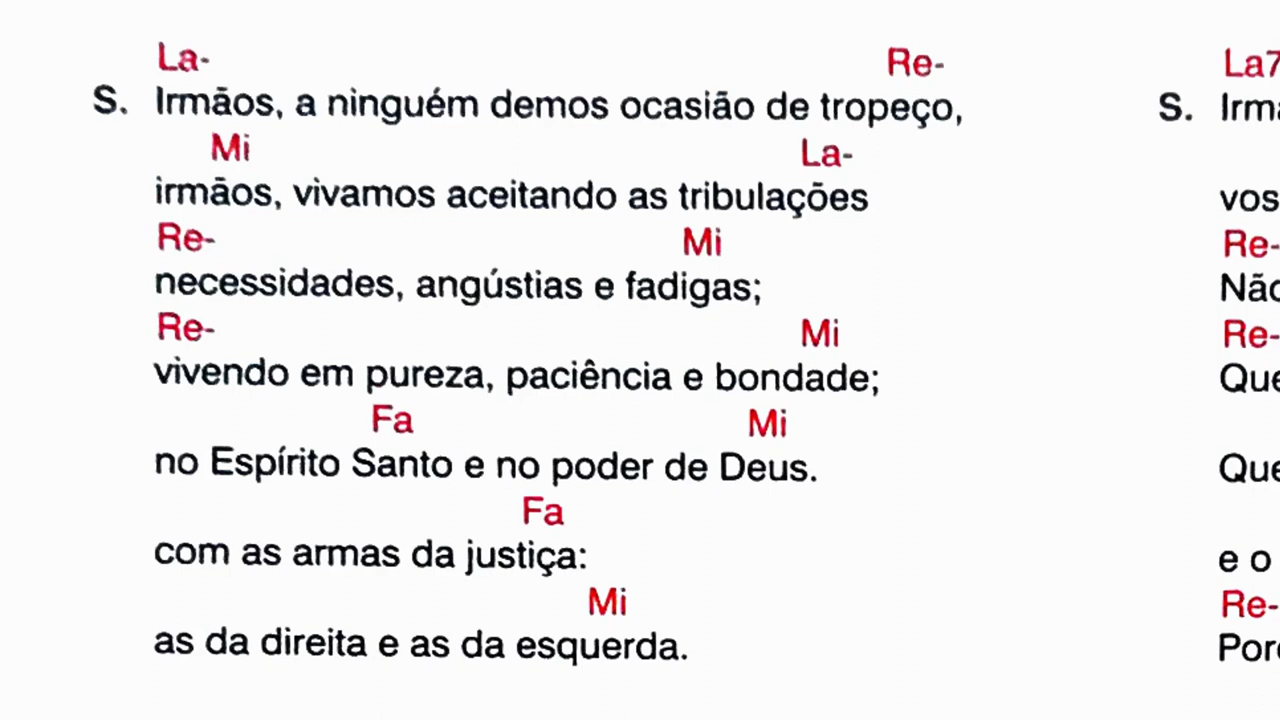 La- Re-
S. Irmãos, a ninguém demos ocasião de tropeço,
Mi La-
irmãos, vivamos aceitando as tribulações
Re- Mi
necessidades, angústias e fadigas;
Re- Mi
vivendo em pureza, paciência e bondade;
Fa Mi
no Espírito Santo e no poder de Deus.
Fa
com as armas da justiça:
Mi
as da direita e as da esquerda.
La7
S.
vos
Re-
Re-
e o
Re-